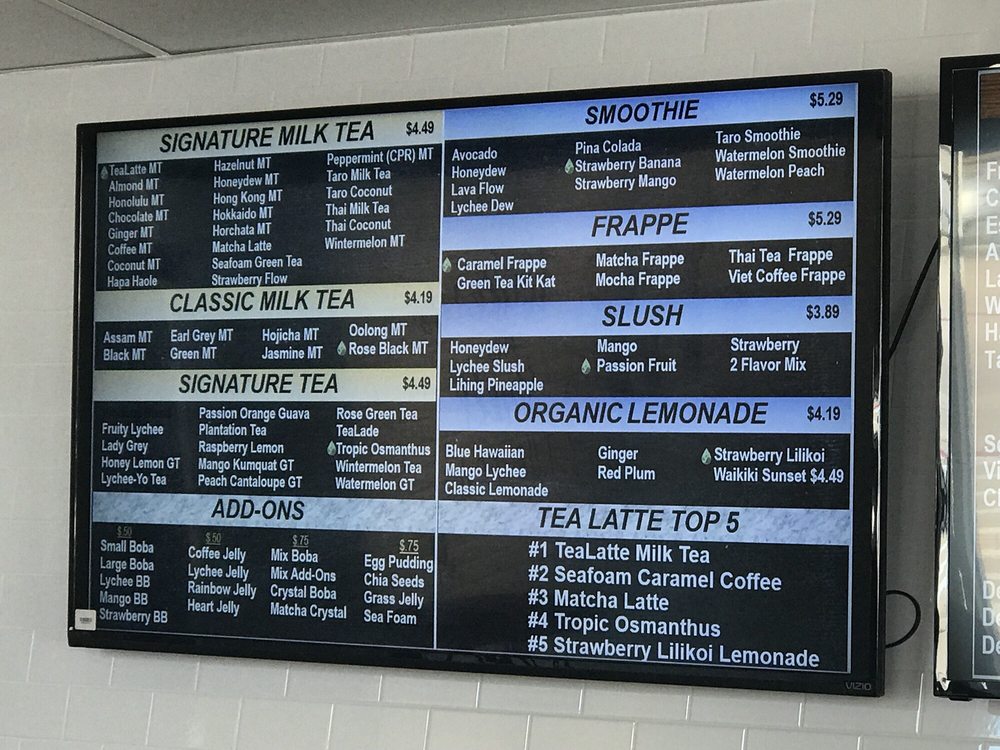 SIGNATURE MILK TEA $4.49
TeaLatte MT
Almond MT
Honolulu MT
Chocolate MT
Ginger MT
Coffee MT
Coconut MT
Hapa Haole
Hazelnut MT
Honeydew MT
Hong Kong MT
Hokkaido MT
Horchata MT
Matcha Latte
Seafoam Green Tea
Strawberry Flow
Peppermint (CPR) MT
Taro Milk Tea
Taro Coconut
Thai Milk Tea
Thai Coconut
Wintermelon MT
CLASSIC MILK TEA $4.19
Assam MT
Black MT
Earl Grey MT
Green MT
Hojicha MT
Jasmine MT
Oolong MT
Rose Black MT
SIGNATURE TEA $4.49
Fruity Lychee
Lady Grey
Honey Lemon GT
Lychee-Yo Tea
Passion Orange Guava
Plantation Tea
Raspberry Lemon
Mango Kumquat GT
Peach Cantaloupe GT
Rose Green Tea
TeaLade
Tropic Osmanthus
Wintermelon Tea
Watermelon GT
ADD-ONS
$.50
Small Boba
Large Boba
Lychee BB
Mango BB
Strawberry BB
$.50
Coffee Jelly
Lychee Jelly
Rainbow Jelly
Heart Jelly
$.75
Mix Boba
Mix Add-Ons
Crystal Boba
Matcha Crystal
$.75
Egg Pudding
Chia Seeds
Grass Jelly
Sea Foam
SMOOTHIE $5.29
Avocado
Honeydew
Lava Flow
Lychee Dew
Pina Colada
Strawberry Banana
Strawberry Mango
Taro Smoothie
Watermelon Smoothie
Watermelon Peach
FRAPPE $5.29
Caramel Frappe
Green Tea Kit Kat
Matcha Frappe
Mocha Frappe
Thai Tea Frappe
Viet Coffee Frappe
SLUSH $3.89
Honeydew
Lychee Slush
Lihing Pineapple
Mango
Passion Fruit
Strawberry
2 Flavor Mix
ORGANIC LEMONADE $4.19
Blue Hawaiian
Mango Lychee
Classic Lemonade
Ginger
Red Plum
Strawberry Lilikoi
Waikiki Sunset $4.49
TEA LATTE TOP 5
#1 TeaLatte Milk Tea
#2 Seafoam Caramel Coffee
#3 Matcha Latte
#4 Tropic Osmanthus
#5 Strawberry Lilikoi Lemonade
VIZIO